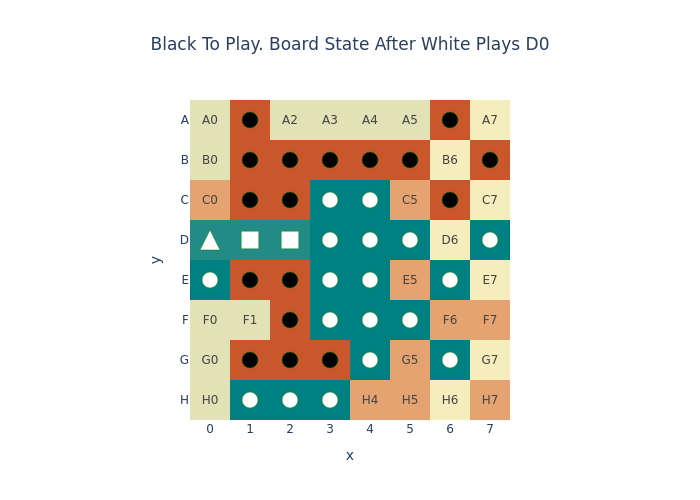 Black To Play. Board State After White Plays D0
A A0 A2 A3 A4 A5 A7
B B0 B6
C C0 C5 C7
D D6
E E5 E7
F F0 F1 F6 F7
G G0 G5 G7
H H0 H4 H5 H6 H7
0 1 2 3 4 5 6 7
x
y